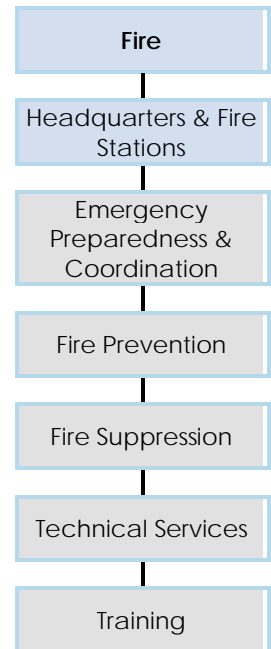 Fire
Headquarters & Fire
Stations
Emergency
Preparedness &
Coordination
Fire Prevention
Fire Suppression
Technical Services
Training